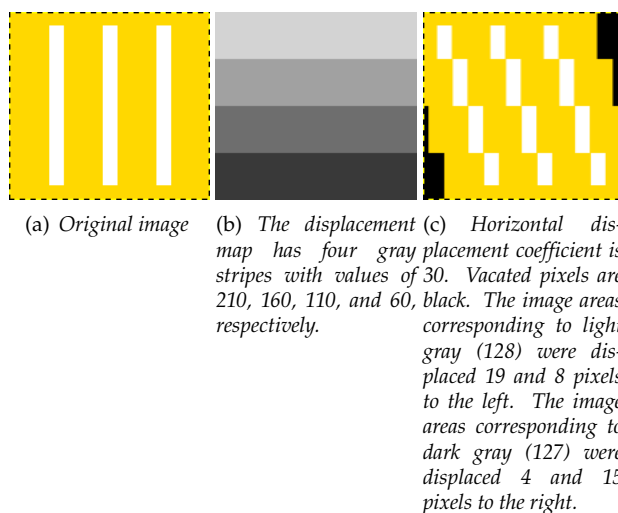 (a) Original image
(b) The displacement
map has four gray
stripes with values of
210, 160, 110, and 60,
respectively.
(c) Horizontal dis-
placement coefficient is
30. Vacated pixels are
black. The image areas
corresponding to light
gray (128) were dis-
placed 19 and 8 pixels
to the left. The image
areas corresponding to
dark gray (127) were
displaced 4 and 15
pixels to the right.